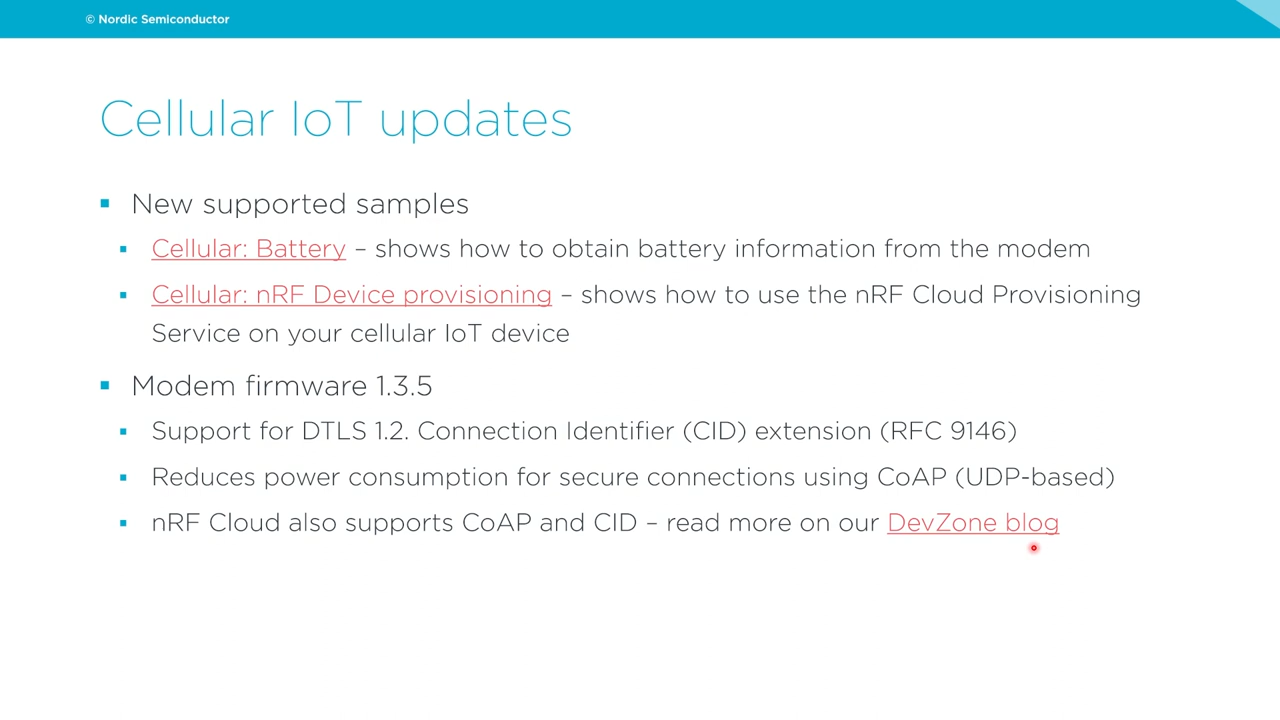 © Nordic Semiconductor
Cellular IoT updates
New supported samples
Cellular: Battery – shows how to obtain battery information from the modem
Cellular: nRF Device provisioning – shows how to use the nRF Cloud Provisioning
Service on your cellular IoT device
Modem firmware 1.3.5
Support for DTLS 1.2. Connection Identifier (CID) extension (RFC 9146)
Reduces power consumption for secure connections using CoAP (UDP-based)
nRF Cloud also supports CoAP and CID – read more on our DevZone blog